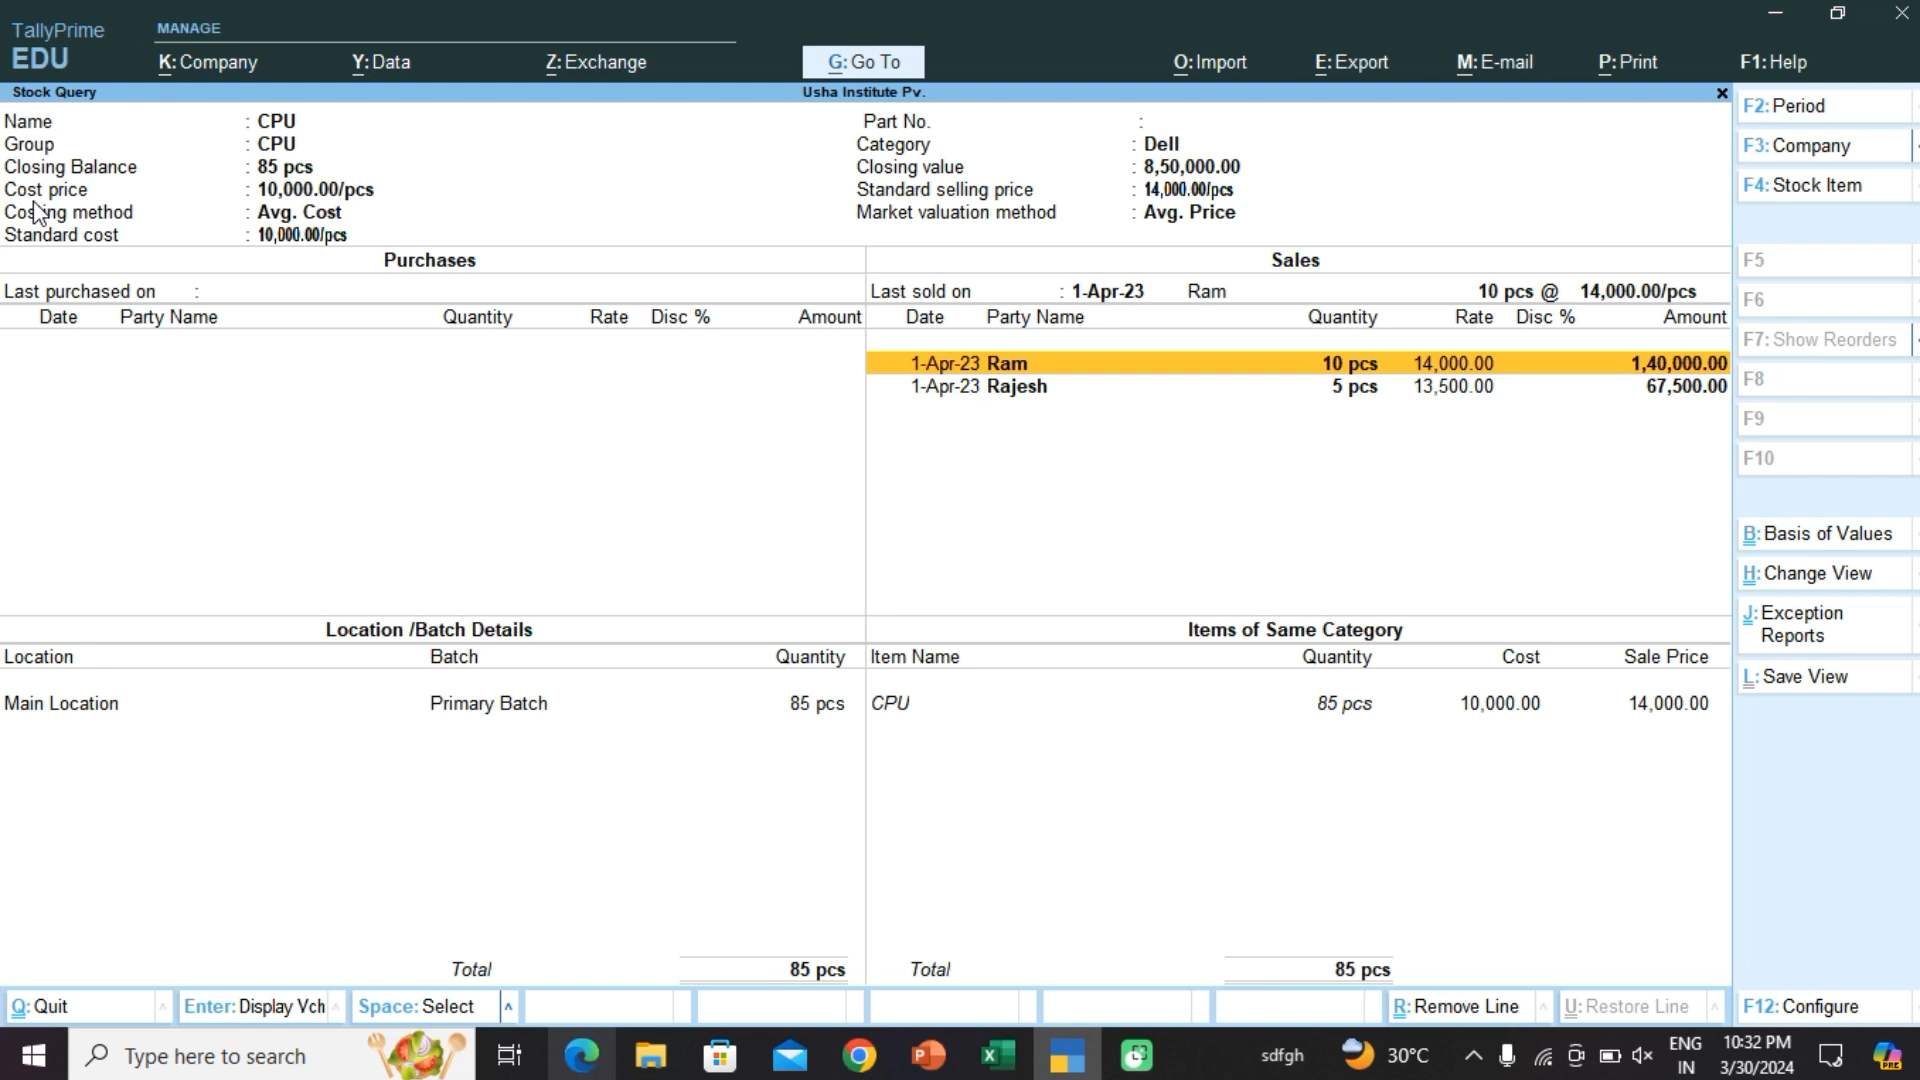 TallyPrime
EDU
MANAGE
K: Company Y: Data Z: Exchange G: Go To O: Import E: Export M: E-mail P: Print F1: Help
Stock Query Usha Institute Pv. ×
Name : CPU Part No. :
Group : CPU Category : Dell
Closing Balance : 85 pcs Closing value : 8,50,000.00
Cost price : 10,000.00/pcs Standard selling price : 14,000.00/pcs
Costing method : Avg. Cost Market valuation method : Avg. Price
Standard cost : 10,000.00/pcs
Purchases Sales
Last purchased on : Last sold on : 1-Apr-23 Ram 10 pcs @ 14,000.00/pcs
Date Party Name Quantity Rate Disc % Amount Date Party Name Quantity Rate Disc % Amount
1-Apr-23 Ram 10 pcs 14,000.00 1,40,000.00
1-Apr-23 Rajesh 5 pcs 13,500.00 67,500.00
Location /Batch Details Items of Same Category
Location Batch Quantity Item Name Quantity Cost Sale Price
Main Location Primary Batch 85 pcs CPU 85 pcs 10,000.00 14,000.00
Total 85 pcs Total 85 pcs
F2: Period
F3: Company
F4: Stock Item
F5
F6
F7: Show Reorders
F8
F9
F10
B: Basis of Values
H: Change View
J: Exception
Reports
L: Save View
Q: Quit Enter: Display Vch Space: Select R: Remove Line U: Restore Line F12: Configure
Type here to search sdfgh 30°C ENG
IN
10:32 PM
3/30/2024
PRE